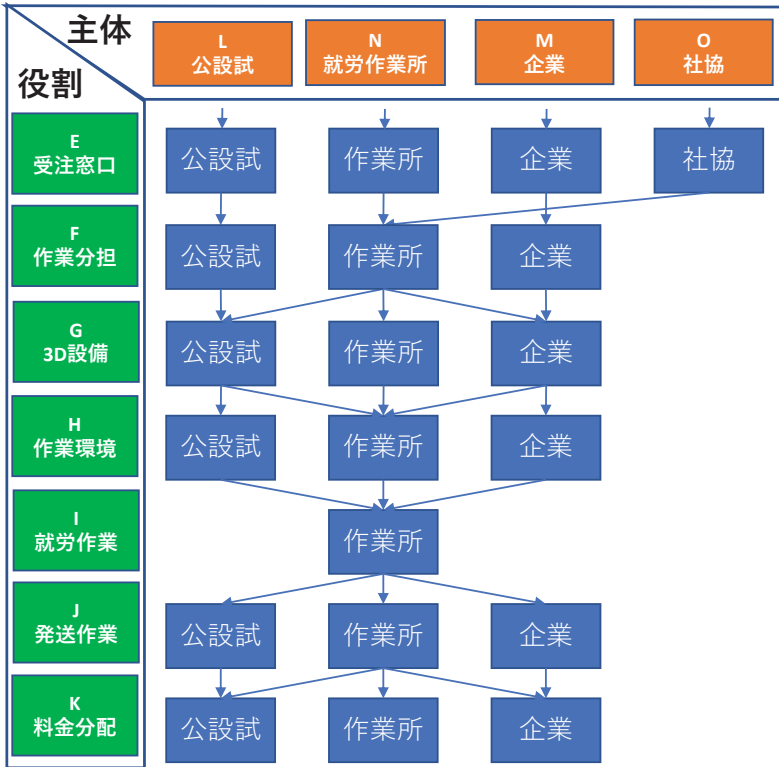 主体
役割
L
公設試
N
就労作業所
M
企業
O
社協
E
受注窓口
公設試
作業所
企業
社協
F
作業分担
公設試
作業所
企業
G
3D設備
公設試
作業所
企業
H
作業環境
公設試
作業所
企業
I
就労作業
作業所
J
発送作業
公設試
作業所
企業
K
料金分配
公設試
作業所
企業